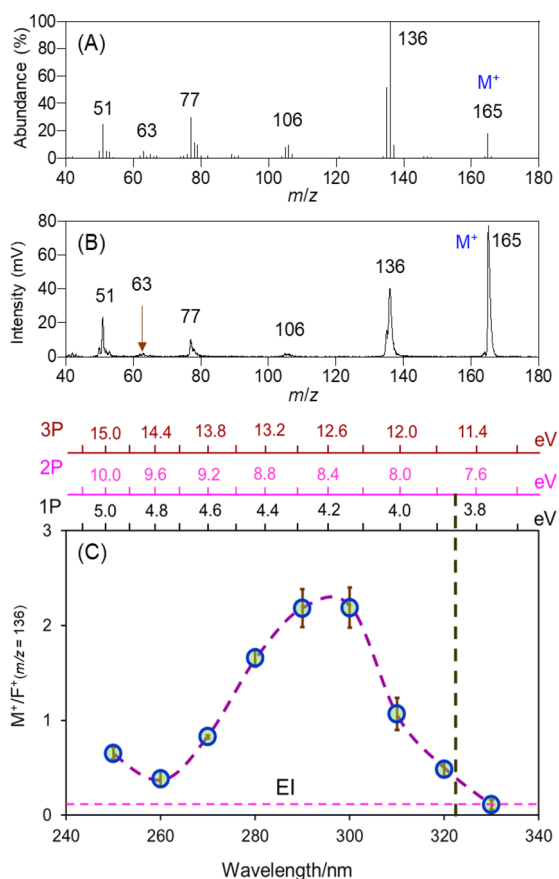 (A)
Abundance (%)
100
80
60
40
20
0
51
63
77
106
136
M⁺
165
40 60 80 100 120 140 160 180
m/z
(B)
Intensity (mV)
80
60
40
20
0
51
63
77
106
136
M⁺
165
40 60 80 100 120 140 160 180
m/z
3P 15.0 14.4 13.8 13.2 12.6 12.0 11.4 eV
2P 10.0 9.6 9.2 8.8 8.4 8.0 7.6 eV
1P 5.0 4.8 4.6 4.4 4.2 4.0 3.8 eV
(C)
M⁺/F⁺(m/z = 136)
3
2
1
0
EI
240 260 280 300 320 340
Wavelength/nm